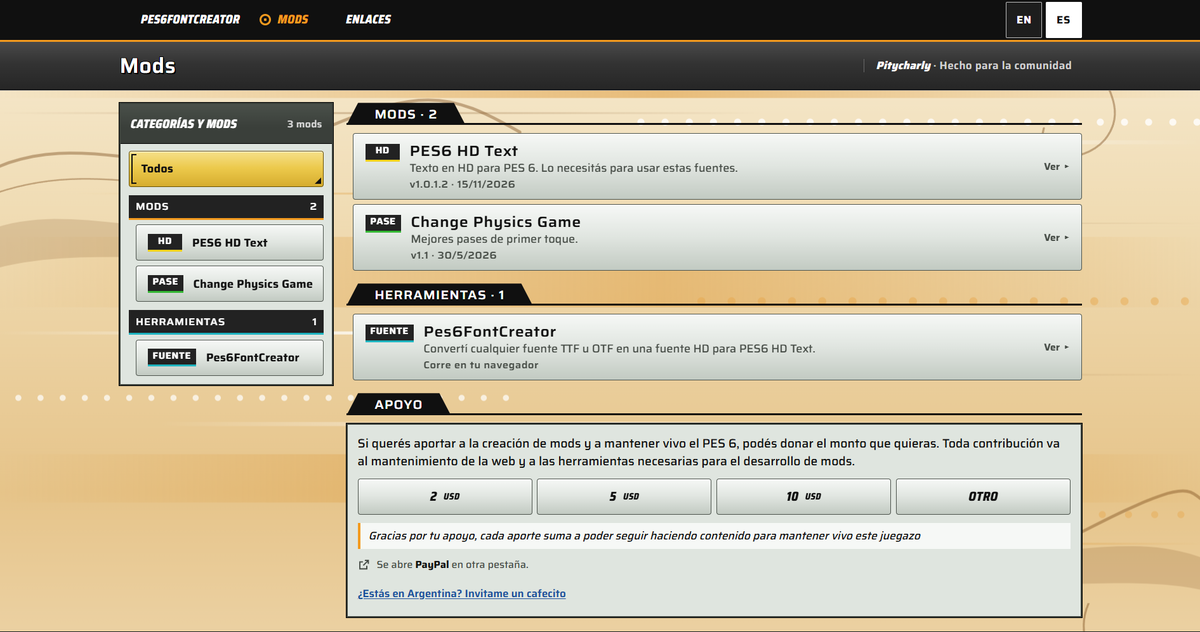 PES6FONTCREATOR
MODS
ENLACES
EN
ES
Mods
Pitycharly · Hecho para la comunidad
CATEGORÍAS Y MODS
3 mods
Todos
MODS
2
HD
PES6 HD Text
PASE
Change Physics Game
HERRAMIENTAS
1
FUENTE
Pes6FontCreator
MODS · 2
HD
PES6 HD Text
Texto en HD para PES 6. Lo necesitás para usar estas fuentes.
v1.0.1.2 · 15/11/2026
Ver
PASE
Change Physics Game
Mejores pases de primer toque.
v1.1 · 30/5/2026
Ver
HERRAMIENTAS · 1
FUENTE
Pes6FontCreator
Convertí cualquier fuente TTF u OTF en una fuente HD para PES6 HD Text.
Corre en tu navegador
Ver
APOYO
Si querés aportar a la creación de mods y a mantener vivo el PES 6, podés donar el monto que quieras. Toda contribución va
al mantenimiento de la web y a las herramientas necesarias para el desarrollo de mods.
2 USD
5 USD
10 USD
OTRO
Gracias por tu apoyo, cada aporte suma a poder seguir haciendo contenido para mantener vivo este juegazo
Se abre PayPal en otra pestaña.
¿Estás en Argentina? Invitame un cafecito